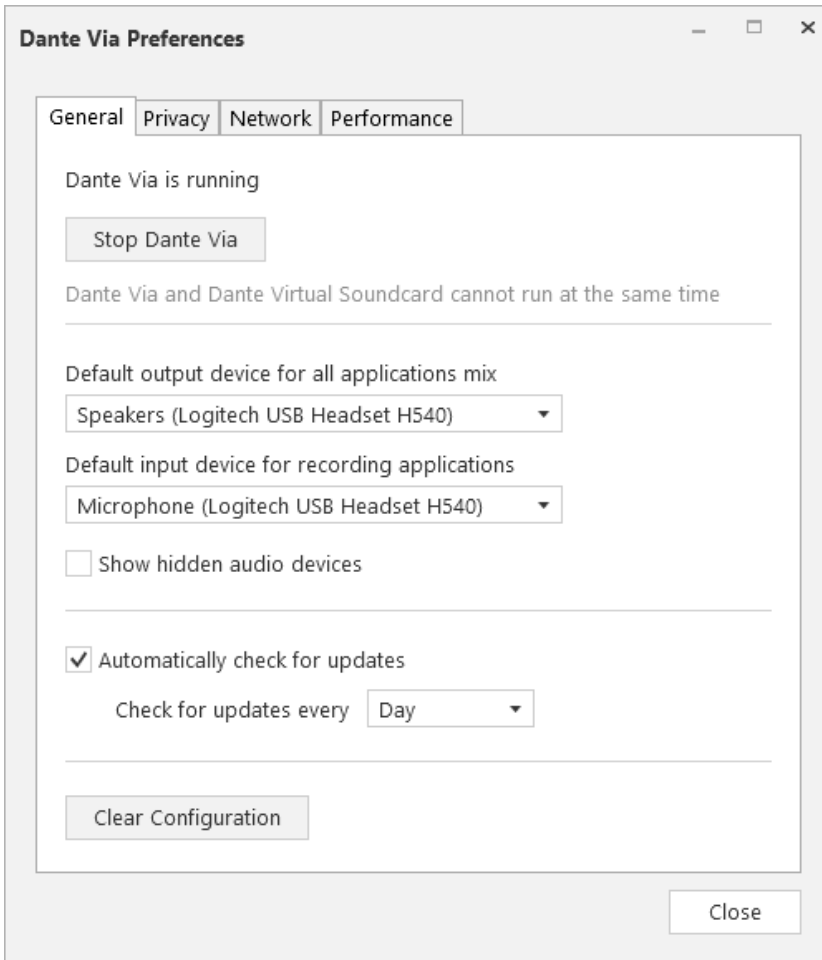 Dante Via Preferences
General Privacy Network Performance
Dante Via is running
Stop Dante Via
Dante Via and Dante Virtual Soundcard cannot run at the same time
Default output device for all applications mix
Speakers (Logitech USB Headset H540)
Default input device for recording applications
Microphone (Logitech USB Headset H540)
Show hidden audio devices
Automatically check for updates
Check for updates every Day
Clear Configuration
Close